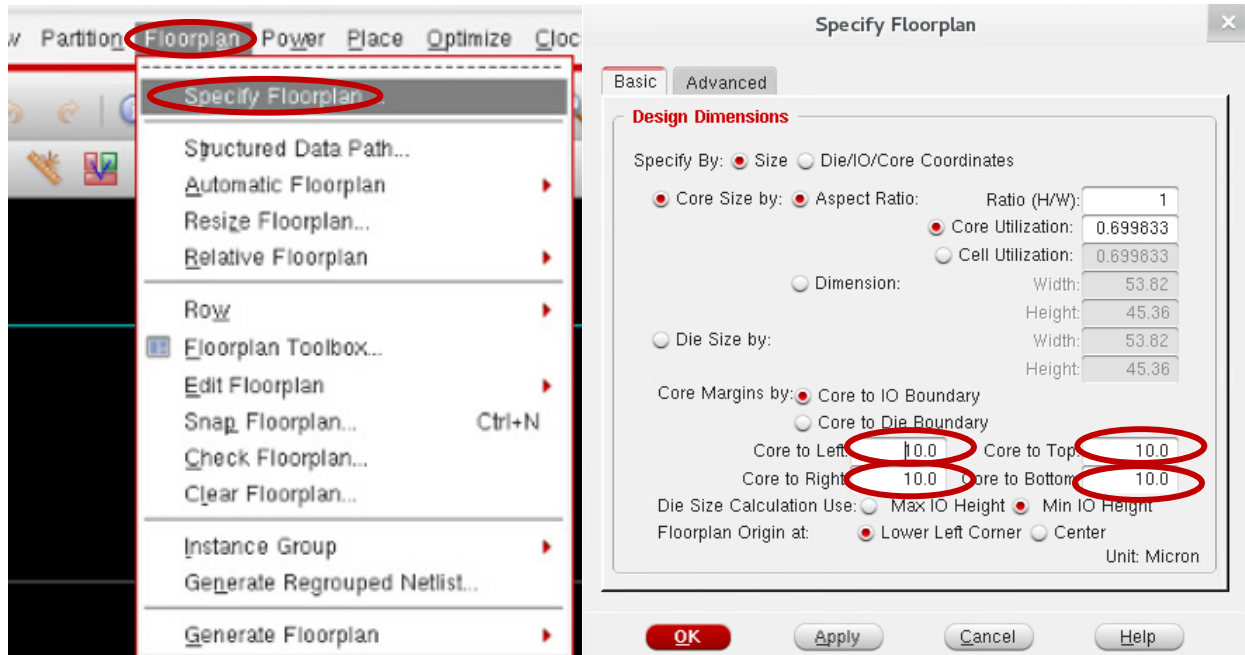 w Partition Floorplan Power Place Optimize Cloc
Specify Floorplan...
Structured Data Path...
Automatic Floorplan
Resize Floorplan...
Relative Floorplan
Row
Floorplan Toolbox...
Edit Floorplan
Snap Floorplan... Ctrl+N
Check Floorplan...
Clear Floorplan...
Instance Group
Generate Regrouped Netlist...
Generate Floorplan
Specify Floorplan
Basic Advanced
Design Dimensions
Specify By: Size Die/IO/Core Coordinates
Core Size by: Aspect Ratio: Ratio (H/W): 1
Core Utilization: 0.699833
Cell Utilization: 0.699833
Dimension: Width: 53.82
Height: 45.36
Die Size by: Width: 53.82
Height: 45.36
Core Margins by: Core to IO Boundary
Core to Die Boundary
Core to Left: 10.0 Core to Top: 10.0
Core to Right: 10.0 Core to Bottom: 10.0
Die Size Calculation Use: Max IO Height Min IO Height
Floorplan Origin at: Lower Left Corner Center
Unit: Micron
OK Apply Cancel Help